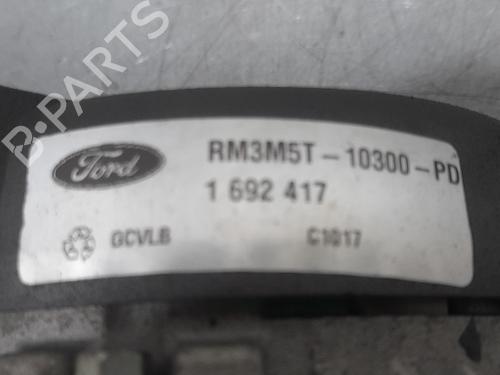 B-PARTS
Ford
RM3M5T-10300-PD
1 692 417
GCVLB C1017